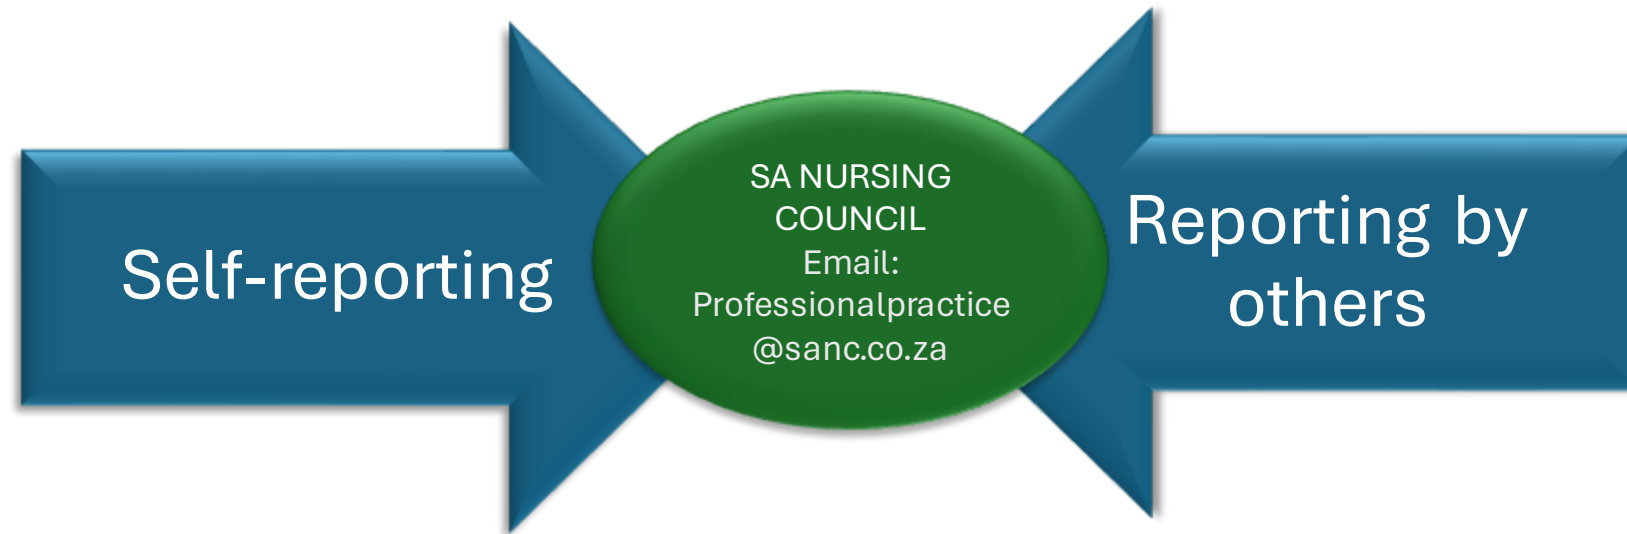 Self-reporting
SA NURSING
COUNCIL
Email:
Professionalpractice
@sanc.co.za
Reporting by
others